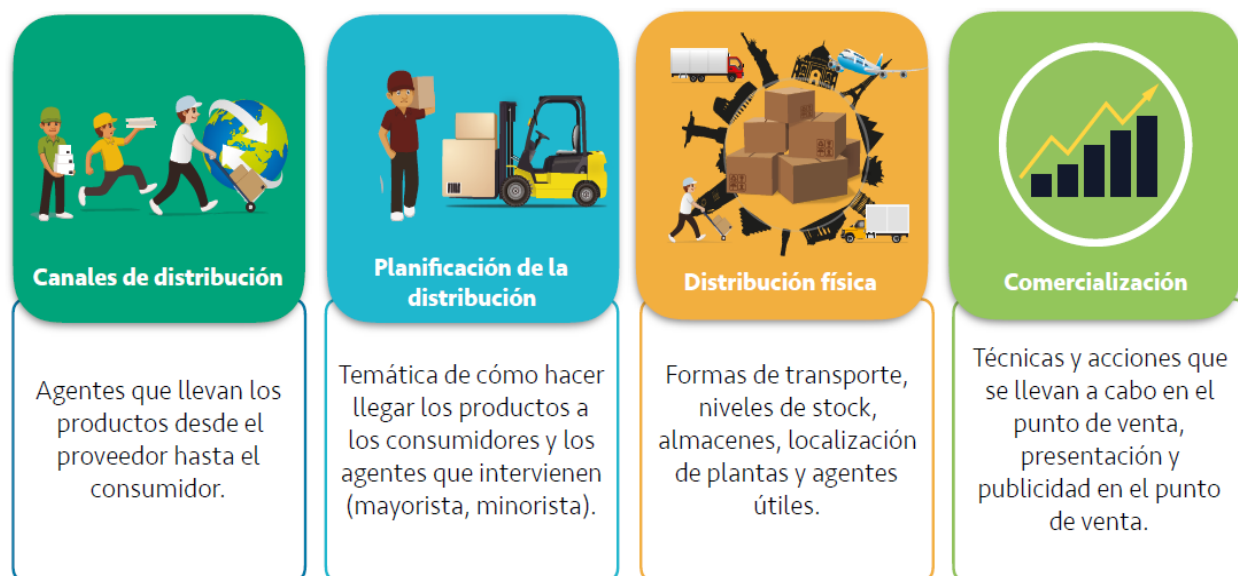 Canales de distribución
Agentes que llevan los
productos desde el
proveedor hasta el
consumidor.
Planificación de la
distribución
Temática de cómo hacer
llegar los productos a
los consumidores y los
agentes que intervienen
(mayorista, minorista).
Distribución física
Formas de transporte,
niveles de stock,
almacenes, localización
de plantas y agentes
útiles.
Comercialización
Técnicas y acciones que
se llevan a cabo en el
punto de venta,
presentación y
publicidad en el punto
de venta.